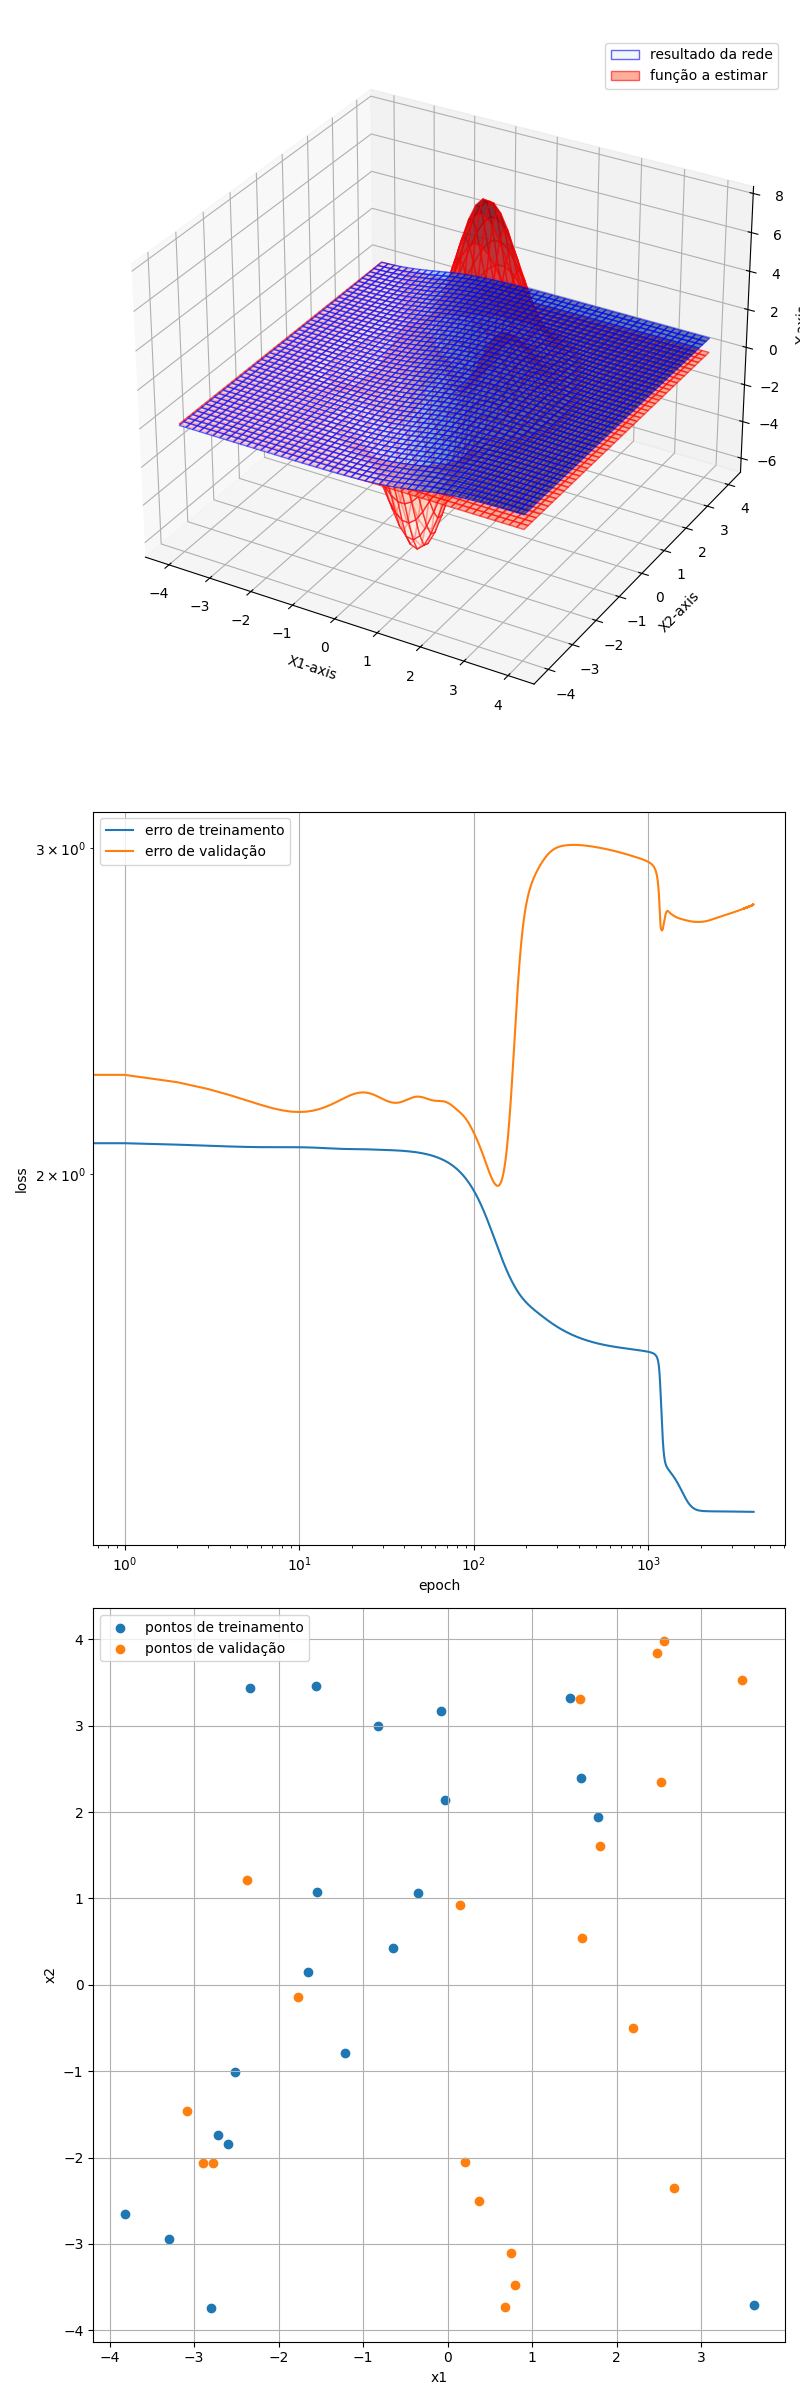 resultado da rede
função a estimar
8
6
4
2
0
−2
−4
−6
−4
−3
−2
−1
0
1
2
3
4
X1-axis
−4
−3
−2
−1
0
1
2
3
4
X2-axis
erro de treinamento
erro de validação
3 × 10⁰
2 × 10⁰
loss
10⁰ 10¹ 10² 10³
epoch
pontos de treinamento
pontos de validação
4
3
2
1
0
−1
−2
−3
−4
x2
−4 −3 −2 −1 0 1 2 3
x1